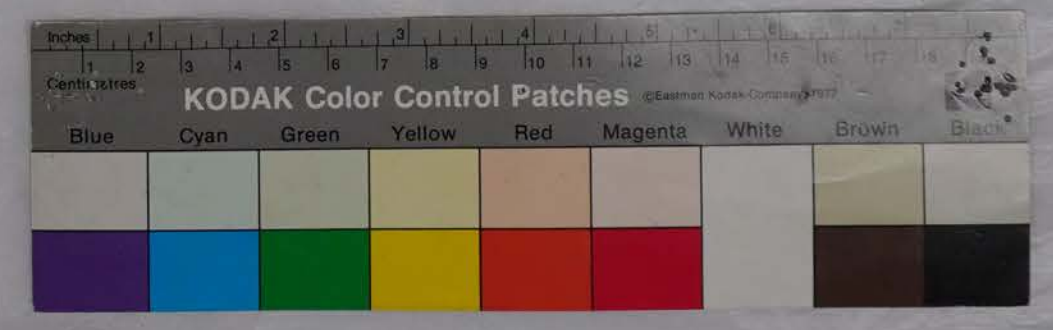 Inches 1 2 3 4 5 6 7
1 2 3 4 5 6 7 8 9 10 11 12 13 14 15 16 17 18
Centimetres
KODAK Color Control Patches ©Eastman Kodak Company, 1977
Blue Cyan Green Yellow Red Magenta White Brown Black